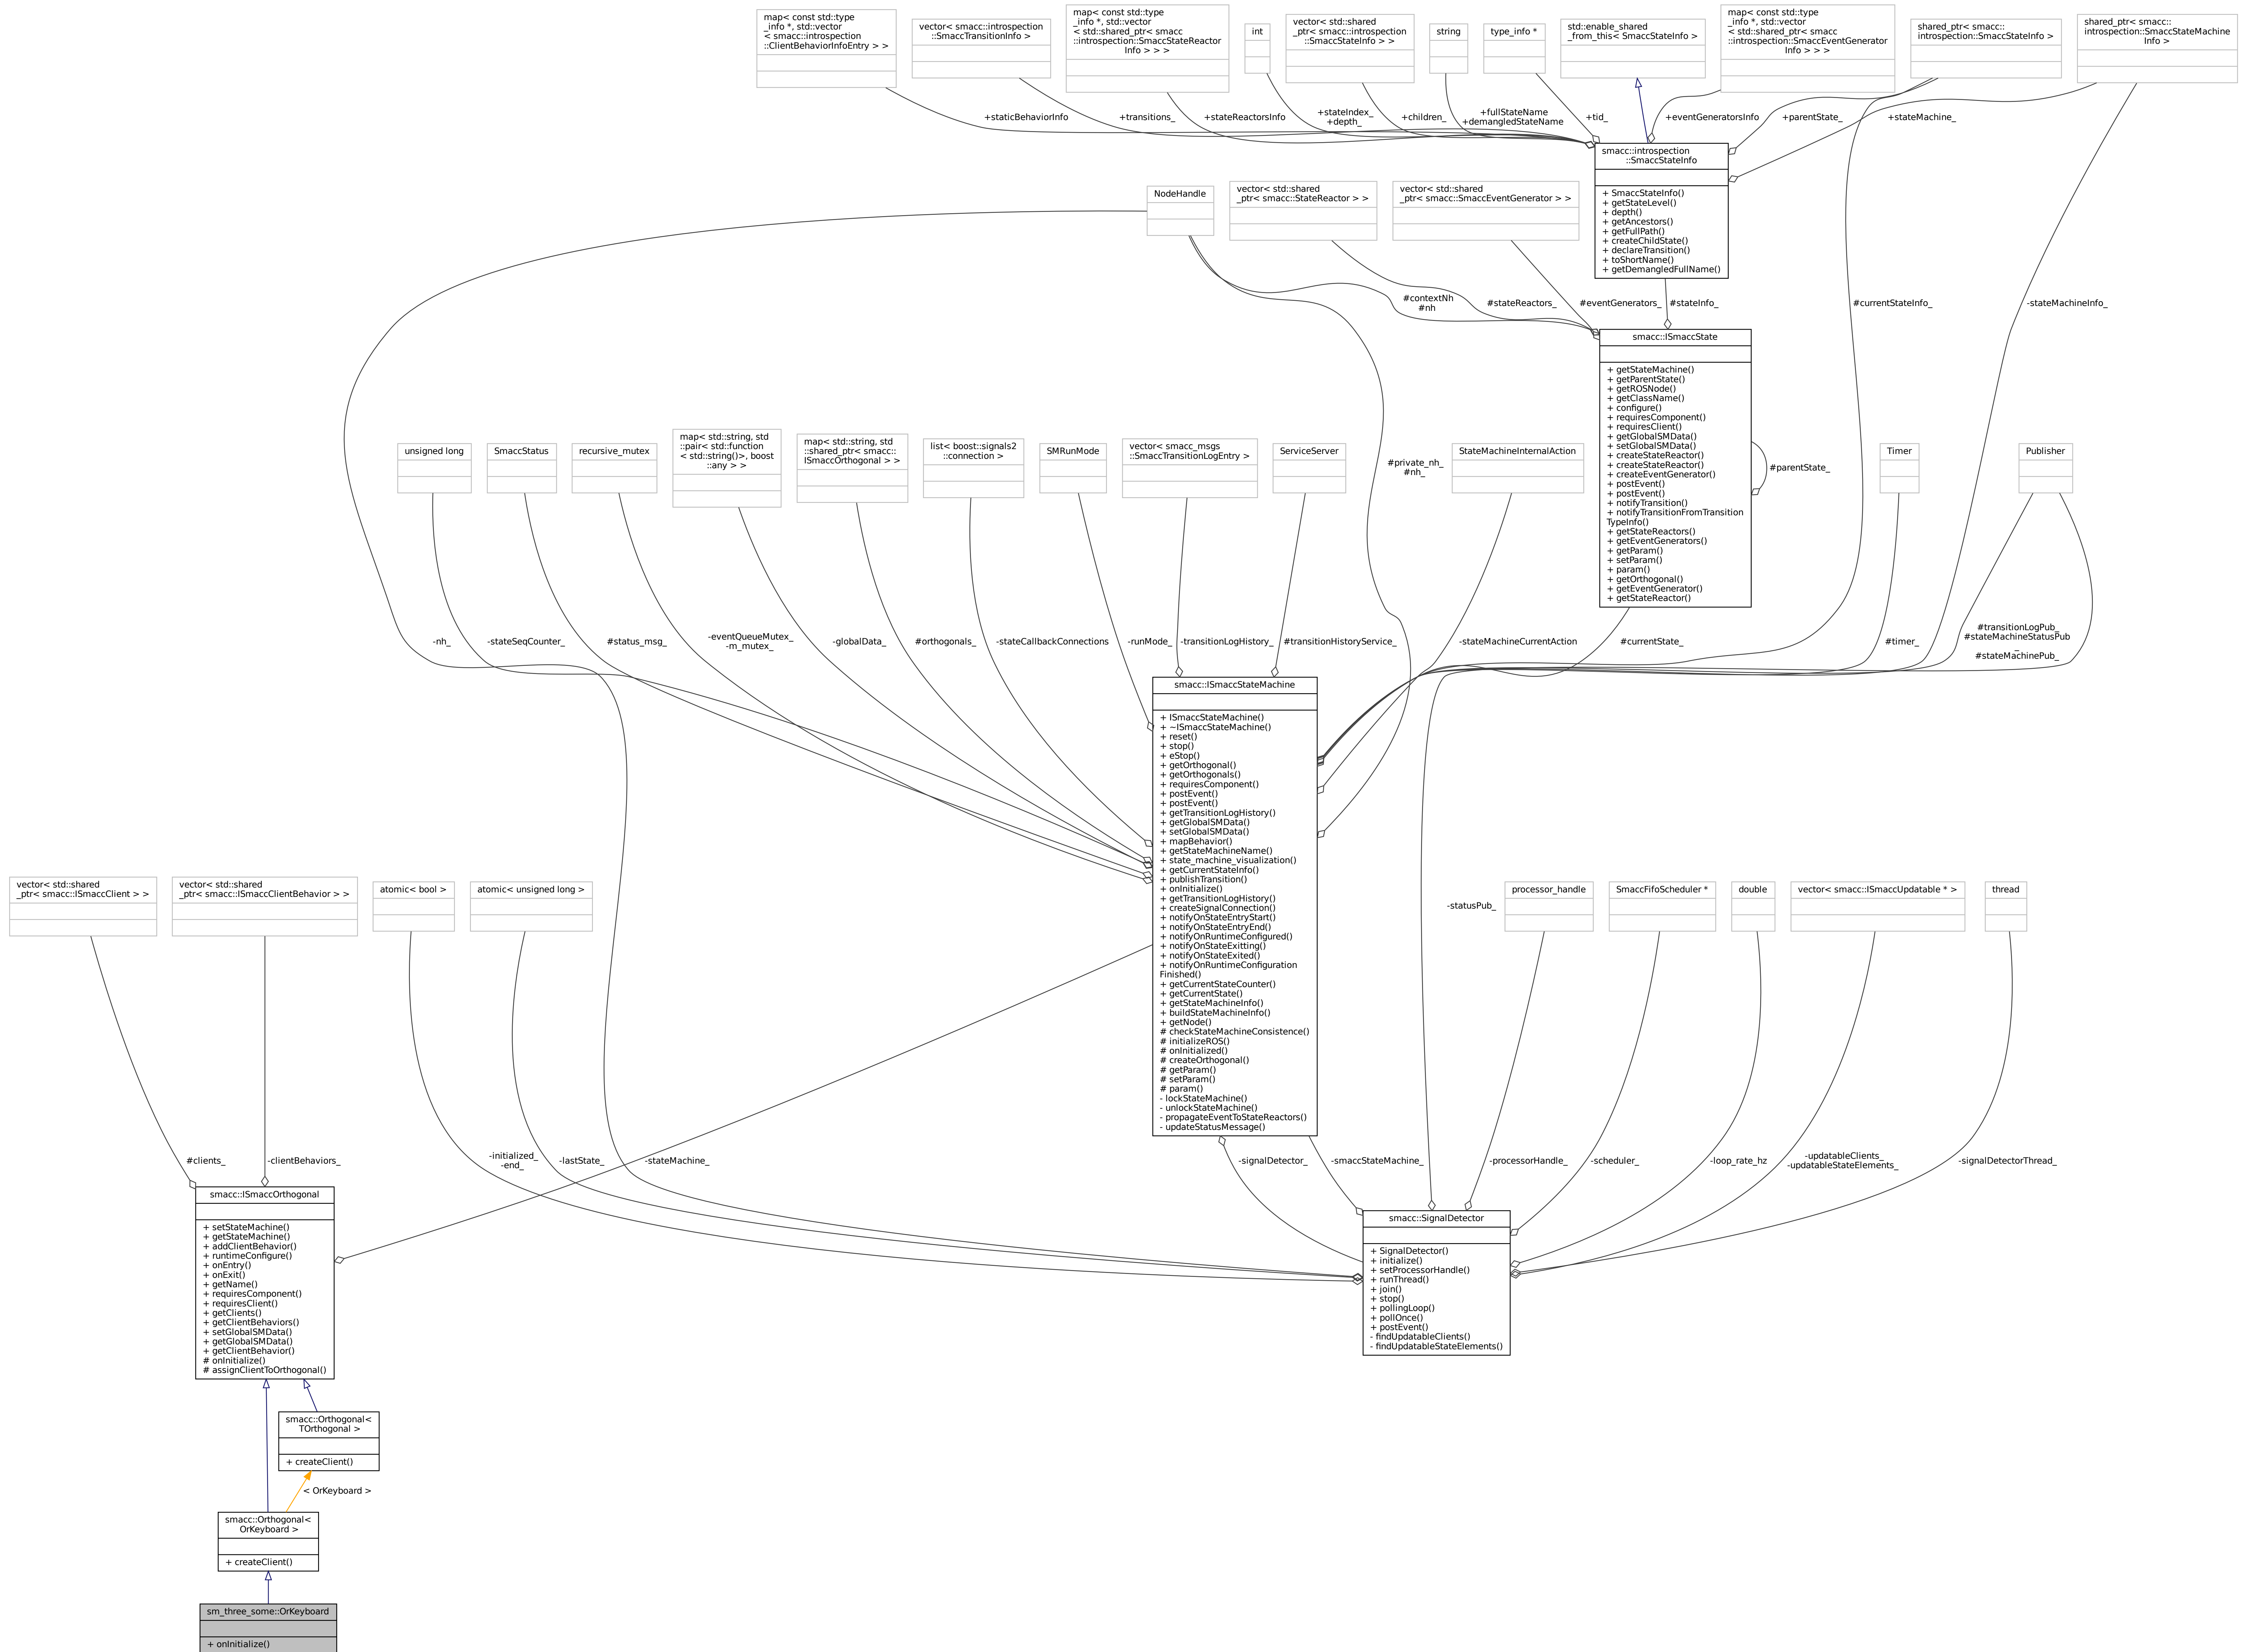 map< const std::type
_info *, std::vector
< smacc::introspection
::ClientBehaviorInfoEntry > >
vector< smacc::introspection
::SmaccTransitionInfo >
map< const std::type
_info *, std::vector
< std::shared_ptr< smacc
::introspection::SmaccStateReactor
Info > > >
int
vector< std::shared
_ptr< smacc::introspection
::SmaccStateInfo > >
string
type_info *
std::enable_shared
_from_this< SmaccStateInfo >
map< const std::type
_info *, std::vector
< std::shared_ptr< smacc
::introspection::SmaccEventGenerator
Info > > >
shared_ptr< smacc::
introspection::SmaccStateInfo >
shared_ptr< smacc::
introspection::SmaccStateMachine
Info >
+staticBehaviorInfo
+transitions_
+stateReactorsInfo
+stateIndex_
+depth_
+children_
+fullStateName
+demangledStateName
+tid_
+eventGeneratorsInfo
+parentState_
+stateMachine_
smacc::introspection
::SmaccStateInfo
+ SmaccStateInfo()
+ getStateLevel()
+ depth()
+ getAncestors()
+ getFullPath()
+ createChildState()
+ declareTransition()
+ toShortName()
+ getDemangledFullName()
NodeHandle
vector< std::shared
_ptr< smacc::StateReactor > >
vector< std::shared
_ptr< smacc::SmaccEventGenerator > >
#contextNh
#nh
#stateReactors_
#eventGenerators_
#stateInfo_
#currentStateInfo_
-stateMachineInfo_
smacc::ISmaccState
+ getStateMachine()
+ getParentState()
+ getROSNode()
+ getClassName()
+ configure()
+ requiresComponent()
+ requiresClient()
+ getGlobalSMData()
+ setGlobalSMData()
+ createStateReactor()
+ createStateReactor()
+ createEventGenerator()
+ postEvent()
+ postEvent()
+ notifyTransition()
+ notifyTransitionFromTransition
TypeInfo()
+ getStateReactors()
+ getEventGenerators()
+ getParam()
+ setParam()
+ param()
+ getOrthogonal()
+ getEventGenerator()
+ getStateReactor()
#parentState_
unsigned long
SmaccStatus
recursive_mutex
map< std::string, std
::pair< std::function
< std::string()>, boost
::any > >
map< std::string, std
::shared_ptr< smacc::
ISmaccOrthogonal > >
list< boost::signals2
::connection >
SMRunMode
vector< smacc_msgs
::SmaccTransitionLogEntry >
ServiceServer
#private_nh_
#nh_
StateMachineInternalAction
Timer
Publisher
-nh_
-stateSeqCounter_
#status_msg_
-eventQueueMutex_
-m_mutex_
-globalData_
#orthogonals_
-stateCallbackConnections
-runMode_
-transitionLogHistory_
#transitionHistoryService_
-stateMachineCurrentAction
#currentState_
#timer_
#transitionLogPub_
#stateMachineStatusPub
_
#stateMachinePub_
smacc::ISmaccStateMachine
+ ISmaccStateMachine()
+ ~ISmaccStateMachine()
+ reset()
+ stop()
+ eStop()
+ getOrthogonal()
+ getOrthogonals()
+ requiresComponent()
+ postEvent()
+ postEvent()
+ getTransitionLogHistory()
+ getGlobalSMData()
+ setGlobalSMData()
+ mapBehavior()
+ getStateMachineName()
+ state_machine_visualization()
+ getCurrentStateInfo()
+ publishTransition()
+ onInitialize()
+ getTransitionLogHistory()
+ createSignalConnection()
+ notifyOnStateEntryStart()
+ notifyOnStateEntryEnd()
+ notifyOnRuntimeConfigured()
+ notifyOnStateExitting()
+ notifyOnStateExited()
+ notifyOnRuntimeConfiguration
Finished()
+ getCurrentStateCounter()
+ getCurrentState()
+ getStateMachineInfo()
+ buildStateMachineInfo()
+ getNode()
# checkStateMachineConsistence()
# initializeROS()
# onInitialized()
# createOrthogonal()
# getParam()
# setParam()
# param()
- lockStateMachine()
- unlockStateMachine()
- propagateEventToStateReactors()
- updateStatusMessage()
vector< std::shared
_ptr< smacc::ISmaccClient > >
vector< std::shared
_ptr< smacc::ISmaccClientBehavior > >
atomic< bool >
atomic< unsigned long >
-statusPub_
processor_handle
SmaccFifoScheduler *
double
vector< smacc::ISmaccUpdatable * >
thread
#clients_
-clientBehaviors_
-initialized_
-end_
-lastState_
-stateMachine_
-signalDetector_
-smaccStateMachine_
-processorHandle_
-scheduler_
-loop_rate_hz
-updatableClients_
-updatableStateElements_
-signalDetectorThread_
smacc::ISmaccOrthogonal
+ setStateMachine()
+ getStateMachine()
+ addClientBehavior()
+ runtimeConfigure()
+ onEntry()
+ onExit()
+ getName()
+ requiresComponent()
+ requiresClient()
+ getClients()
+ getClientBehaviors()
+ setGlobalSMData()
+ getGlobalSMData()
+ getClientBehavior()
# onInitialize()
# assignClientToOrthogonal()
smacc::SignalDetector
+ SignalDetector()
+ initialize()
+ setProcessorHandle()
+ runThread()
+ join()
+ stop()
+ pollingLoop()
+ pollOnce()
+ postEvent()
- findUpdatableClients()
- findUpdatableStateElements()
smacc::Orthogonal<
TOrthogonal >
+ createClient()
< OrKeyboard >
smacc::Orthogonal<
OrKeyboard >
+ createClient()
sm_three_some::OrKeyboard
+ onInitialize()